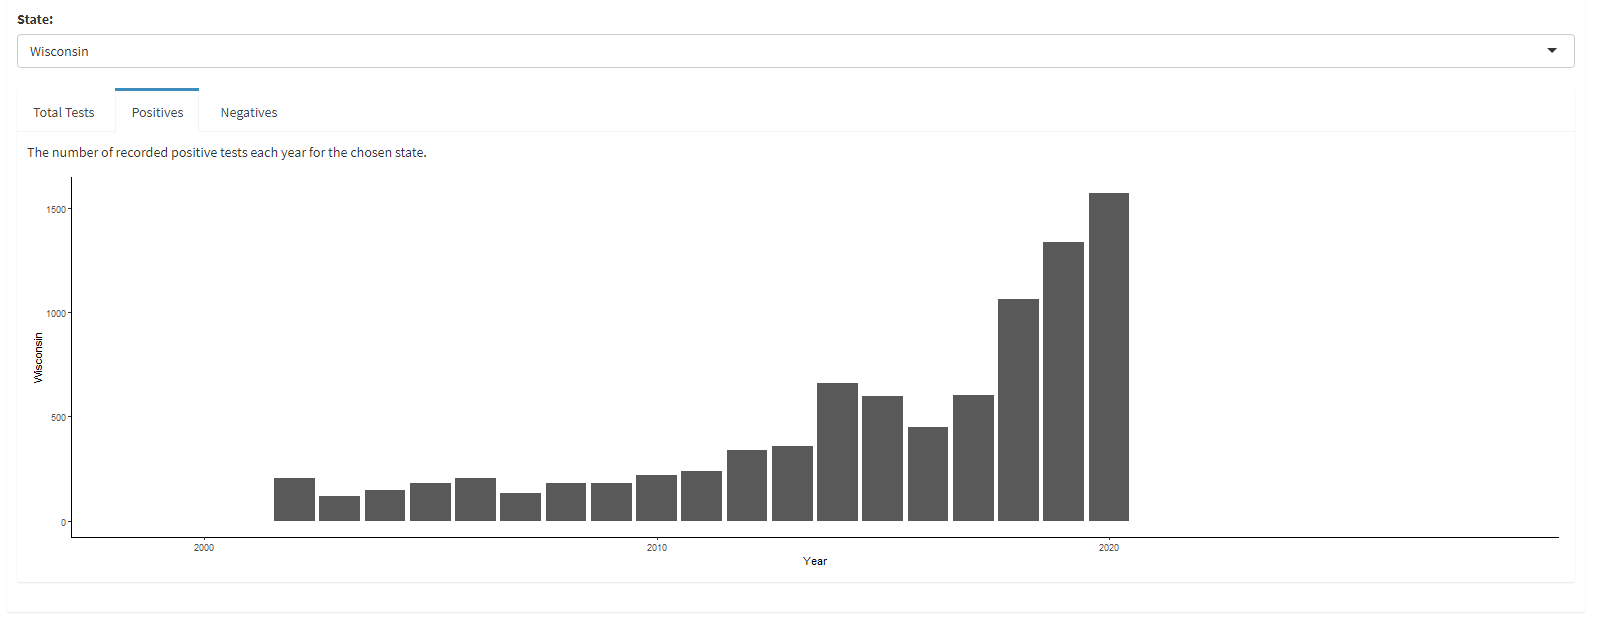 State:
Wisconsin
Total Tests Positives Negatives
The number of recorded positive tests each year for the chosen state.
1500
1000
Wisconsin
500
0
2000 2010 2020
Year